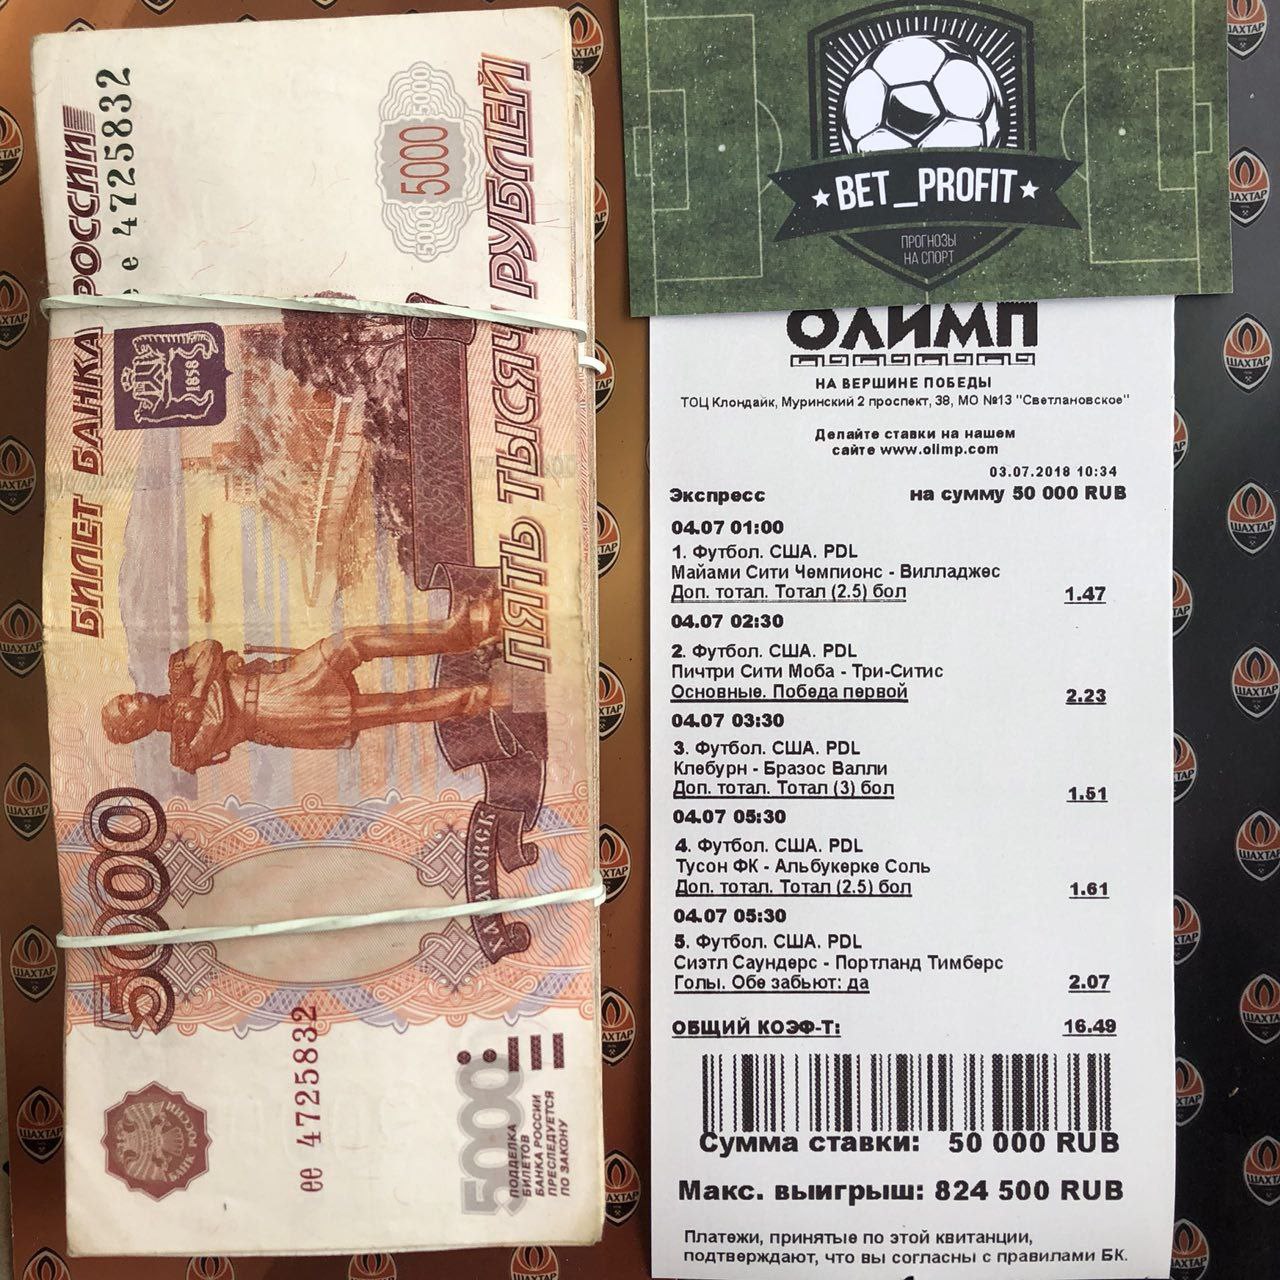 БИЛЕТ БАНКА РОССИИ
ее 4725832
5000
5000
5000
ПЯТЬ ТЫСЯЧ РУБЛЕЙ
1858
ХАБАРОВСК
5000
ее 4725832
БАНК РОССИИ
5000
ПОДДЕЛКА
БИЛЕТОВ
БАНКА РОССИИ
ПРЕСЛЕДУЕТСЯ
ПО ЗАКОНУ
BET_PROFIT
ПРОГНОЗЫ
НА СПОРТ
ОЛИМП
НА ВЕРШИНЕ ПОБЕДЫ
ТОЦ Клондайк, Муринский 2 проспект, 38, МО №13 "Светлановское"
Делайте ставки на нашем
сайте www.olimp.com
03.07.2018 10:34
Экспресс на сумму 50 000 RUB
04.07 01:00
1. Футбол. США. PDL
Майами Сити Чемпионс - Вилладжес
Доп. тотал. Тотал (2.5) бол 1.47
04.07 02:30
2. Футбол. США. PDL
Пичтри Сити Моба - Три-Ситис
Основные. Победа первой 2.23
04.07 03:30
3. Футбол. США. PDL
Клебурн - Бразос Валли
Доп. тотал. Тотал (3) бол 1.51
04.07 05:30
4. Футбол. США. PDL
Тусон ФК - Альбукерке Соль
Доп. тотал. Тотал (2.5) бол 1.61
04.07 05:30
5. Футбол. США. PDL
Сиэтл Саундерс - Портланд Тимберс
Голы. Обе забьют: да 2.07
ОБЩИЙ КОЭФ-Т: 16.49
Сумма ставки: 50 000 RUB
Макс. выигрыш: 824 500 RUB
Платежи, принятые по этой квитанции,
подтверждают, что вы согласны с правилами БК.
ШАХТАР